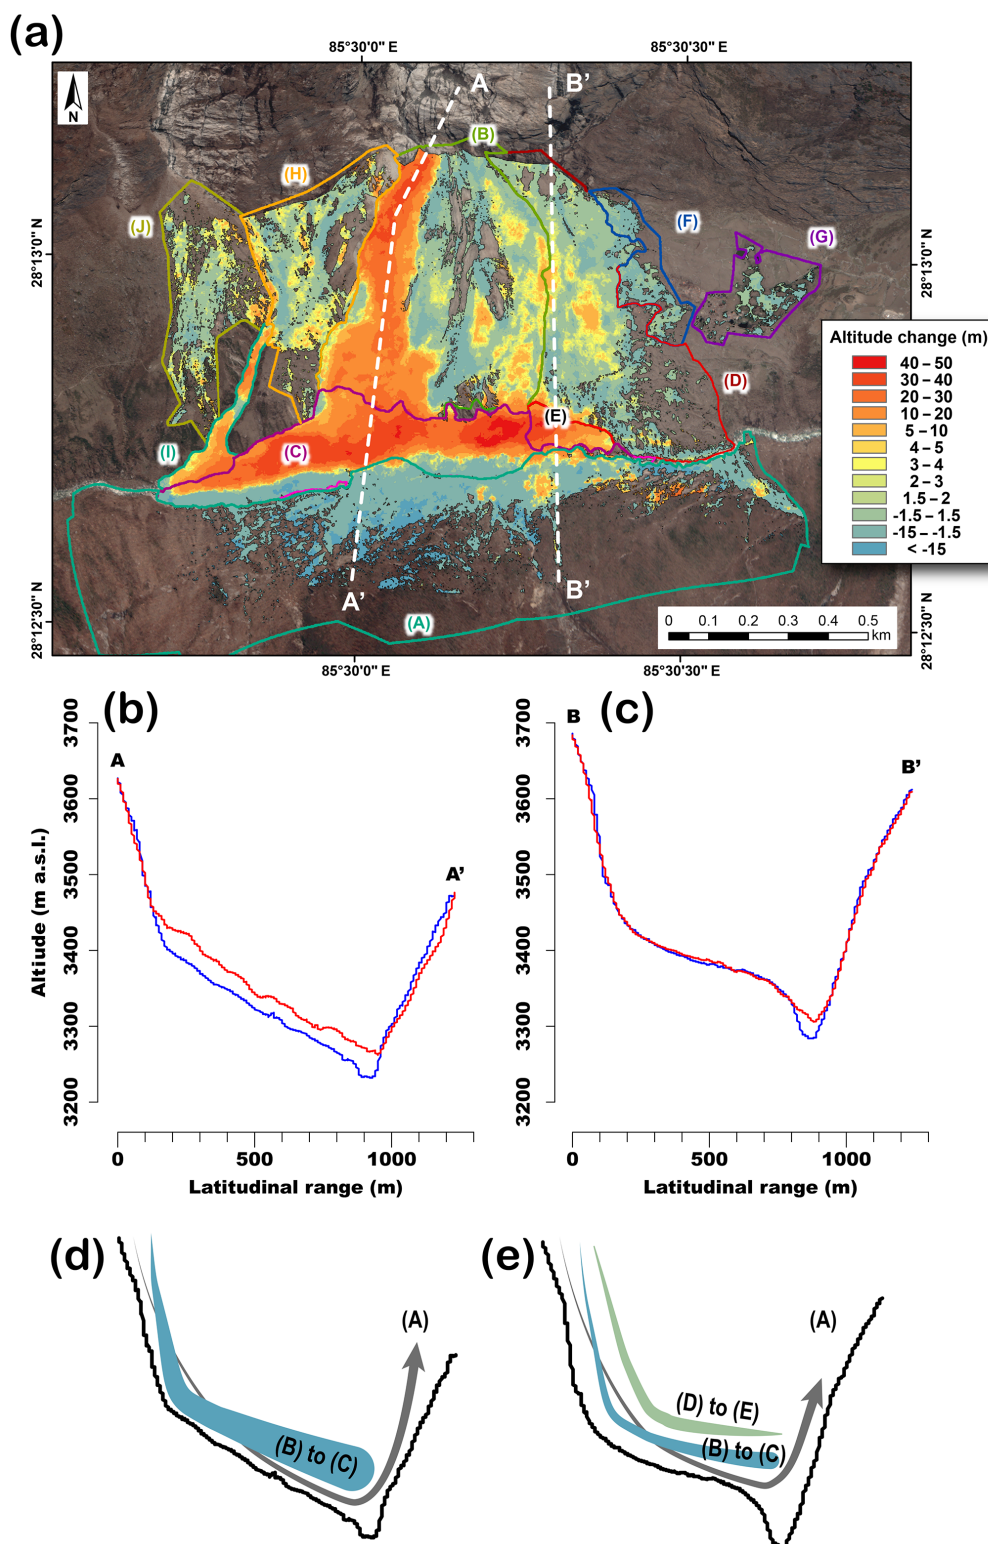 (a)
85°30'0" E
85°30'30" E
N
A
B'
(B)
(H)
(J)
(F)
(G)
28°13'0" N
28°13'0" N
Altitude change (m)
40 – 50
30 – 40
20 – 30
10 – 20
5 – 10
4 – 5
3 – 4
2 – 3
1.5 – 2
-1.5 – 1.5
-15 – -1.5
< -15
(D)
(E)
(I)
(C)
A'
B'
(A)
0 0.1 0.2 0.3 0.4 0.5
km
28°12'30" N
28°12'30" N
85°30'0" E
85°30'30" E
(b)
(c)
A
A'
B
B'
3700
3600
3500
3400
3300
3200
Altiude (m a.s.l.)
0 500 1000
Latitudinal range (m)
3700
3600
3500
3400
3300
3200
0 500 1000
Latitudinal range (m)
(d)
(A)
(B) to (C)
(e)
(A)
(D) to (E)
(B) to (C)